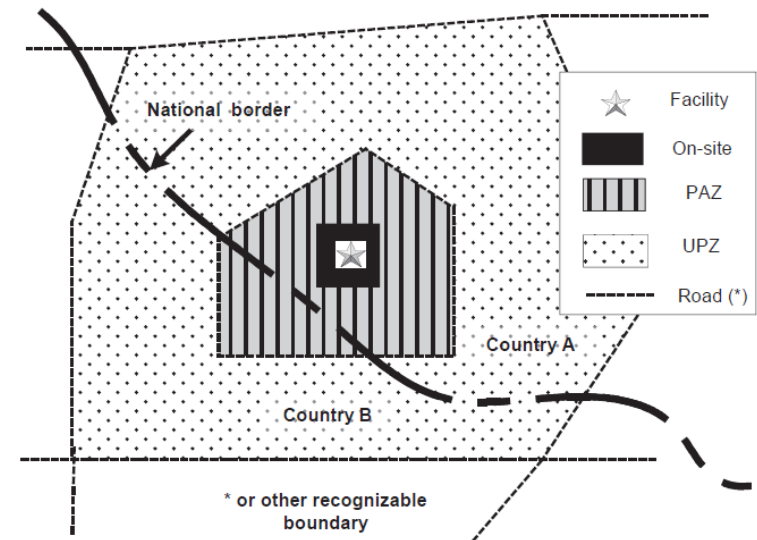 National border
Facility
On-site
PAZ
UPZ
Road (*)
Country A
Country B
* or other recognizable
boundary